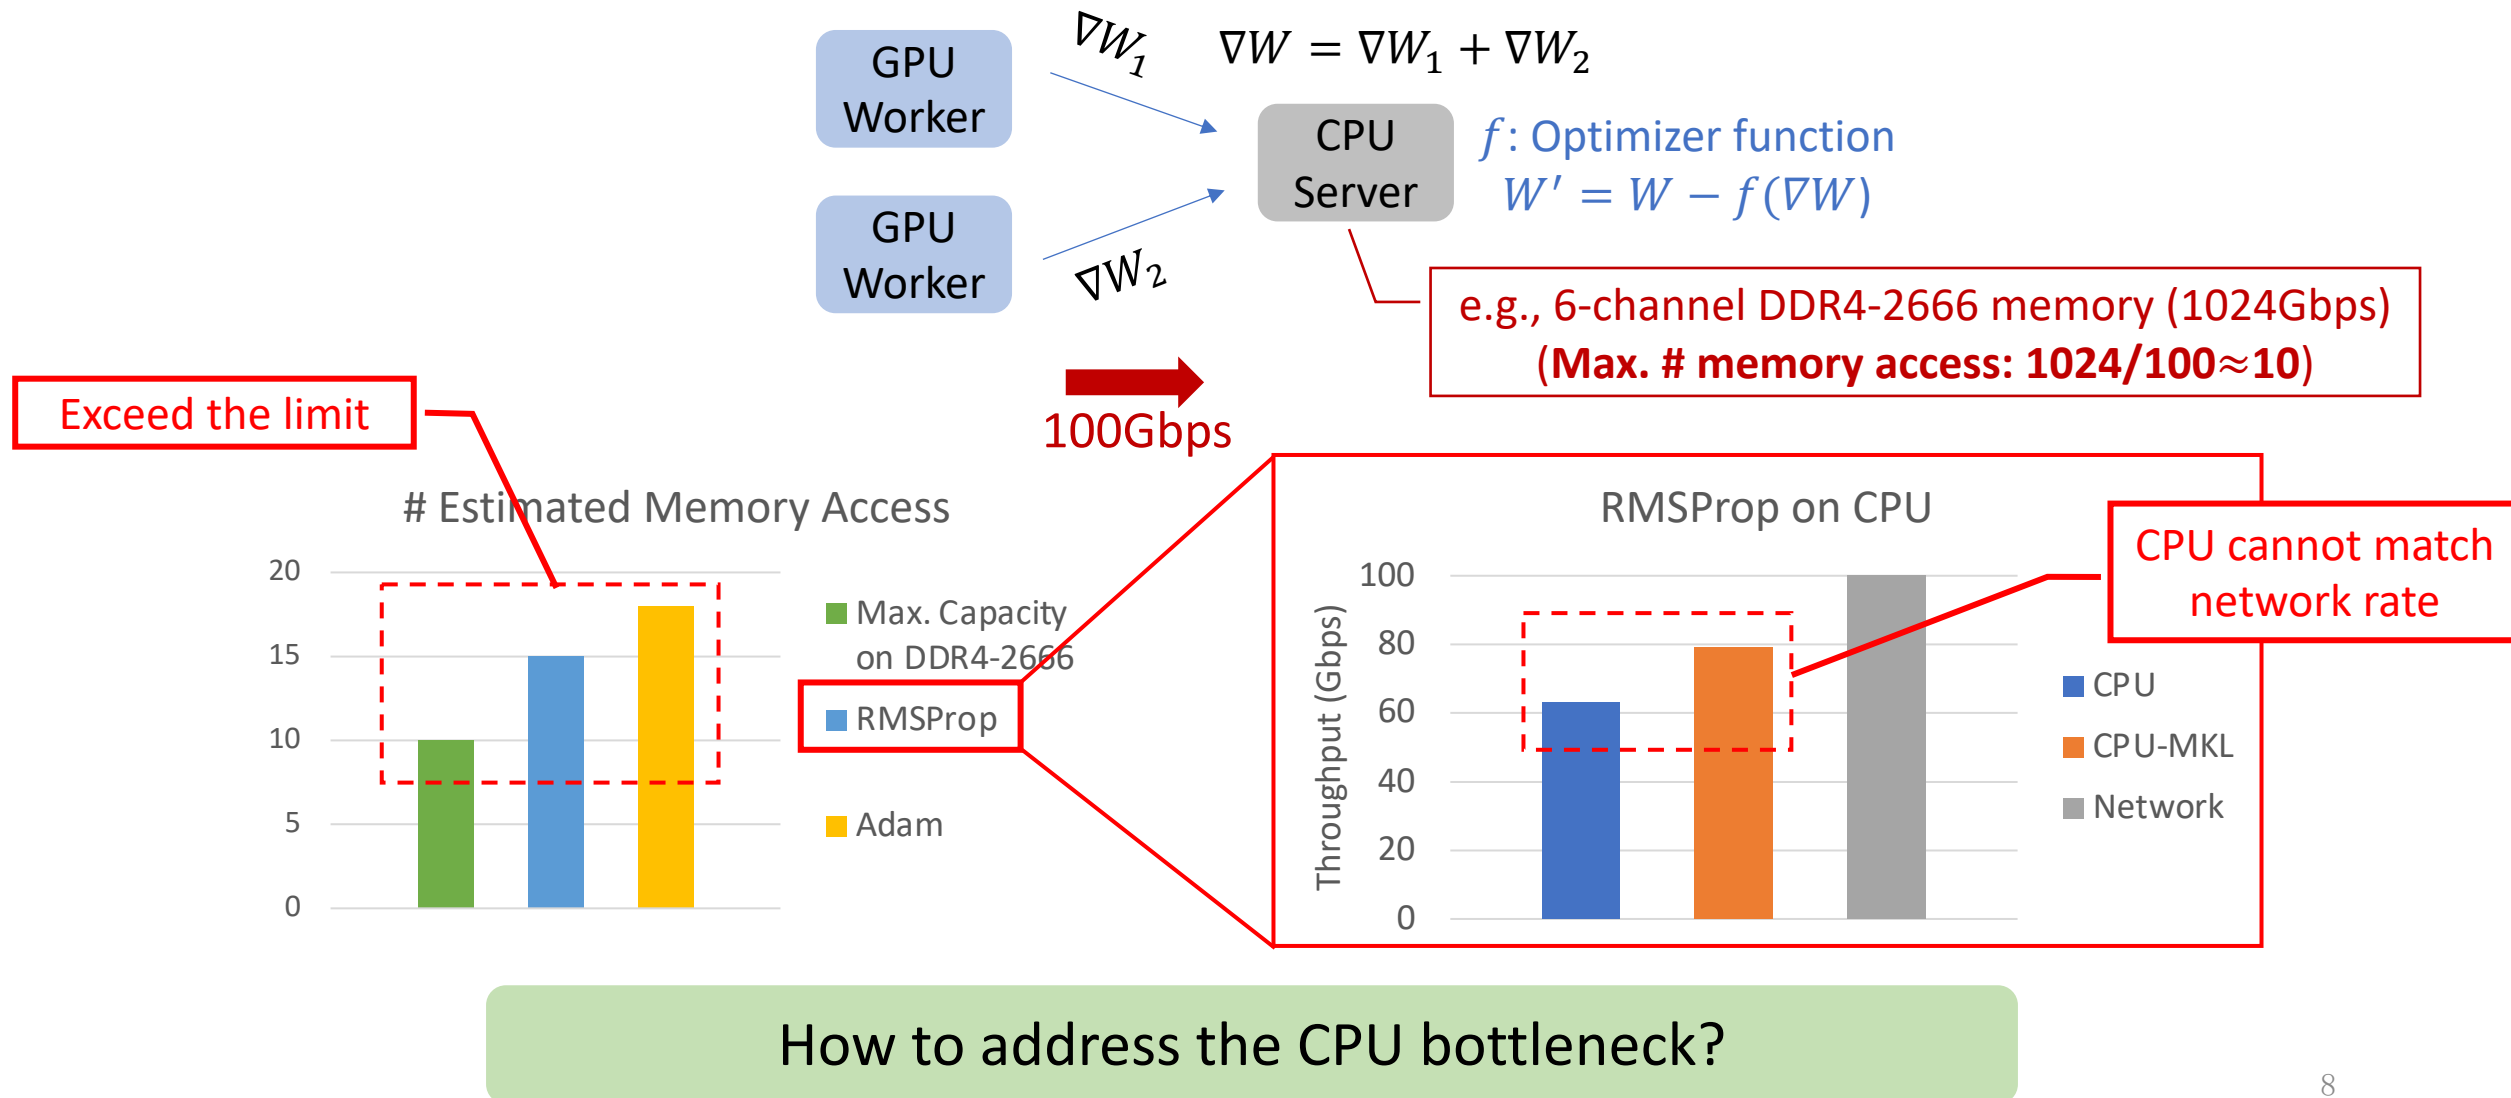 GPU
Worker
∇W₁
∇W = ∇W₁ + ∇W₂
CPU
Server
f: Optimizer function
W′ = W − f(∇W)
GPU
Worker
∇W₂
e.g., 6-channel DDR4-2666 memory (1024Gbps)
(Max. # memory access: 1024/100≈10)
100Gbps
Exceed the limit
# Estimated Memory Access
20
15
10
5
0
Max. Capacity
on DDR4-2666
RMSProp
Adam
RMSProp on CPU
Throughput (Gbps)
100
80
60
40
20
0
CPU cannot match
network rate
CPU
CPU-MKL
Network
How to address the CPU bottleneck?
8